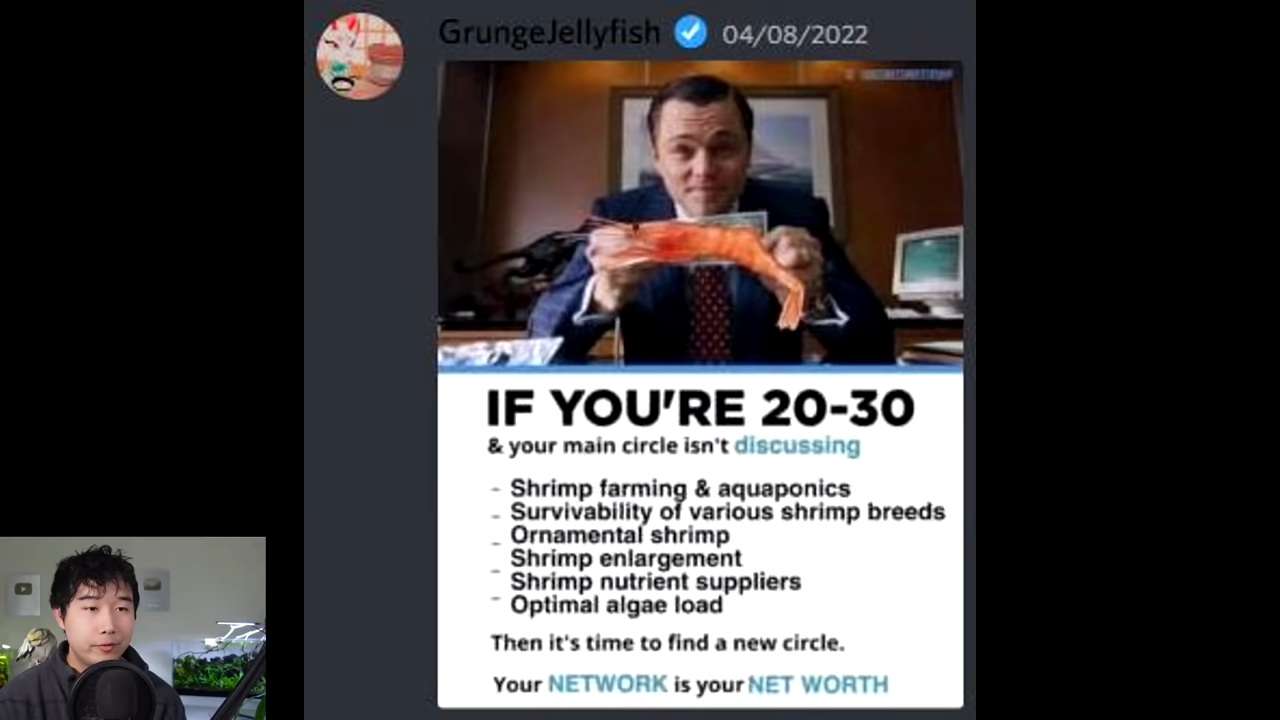 GrungeJellyfish 04/08/2022
IF YOU'RE 20-30
& your main circle isn't discussing
- Shrimp farming & aquaponics
- Survivability of various shrimp breeds
- Ornamental shrimp
- Shrimp enlargement
- Shrimp nutrient suppliers
Optimal algae load
Then it's time to find a new circle.
Your NETWORK is your NET WORTH